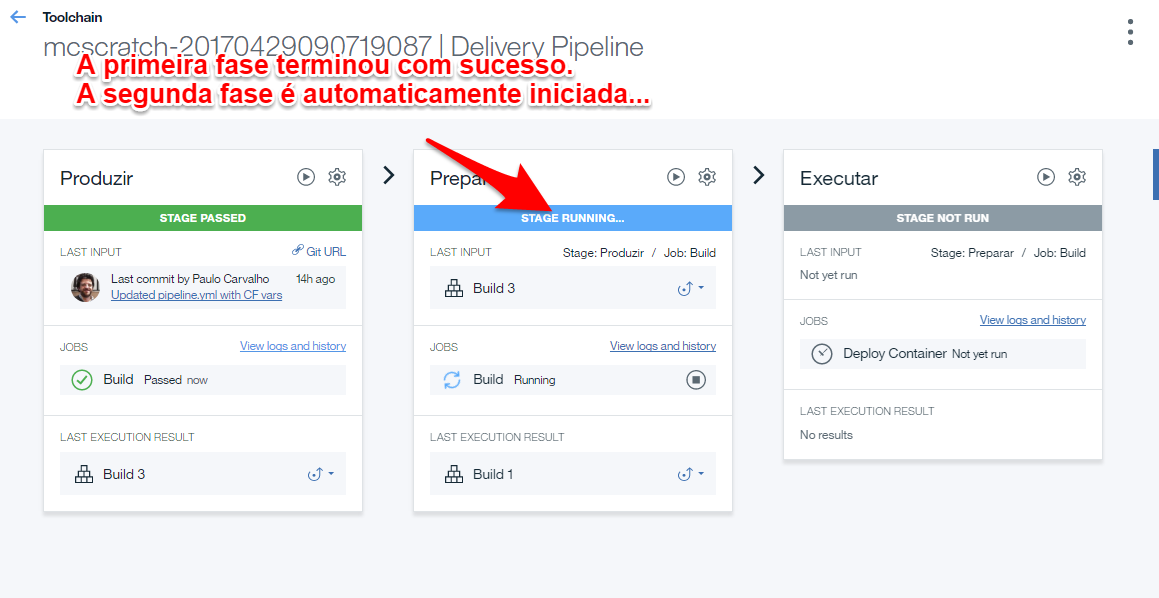 Toolchain
mcscratch-20170429090719087 | Delivery Pipeline
A primeira fase terminou com sucesso.
A segunda fase é automaticamente iniciada...
Produzir
STAGE PASSED
LAST INPUT Git URL
Last commit by Paulo Carvalho 14h ago
Updated pipeline.yml with CF vars
JOBS View logs and history
Build Passed now
LAST EXECUTION RESULT
Build 3
Prepar
STAGE RUNNING...
LAST INPUT Stage: Produzir / Job: Build
Build 3
JOBS View logs and history
Build Running
LAST EXECUTION RESULT
Build 1
Executar
STAGE NOT RUN
LAST INPUT Stage: Preparar / Job: Build
Not yet run
JOBS View logs and history
Deploy Container Not yet run
LAST EXECUTION RESULT
No results